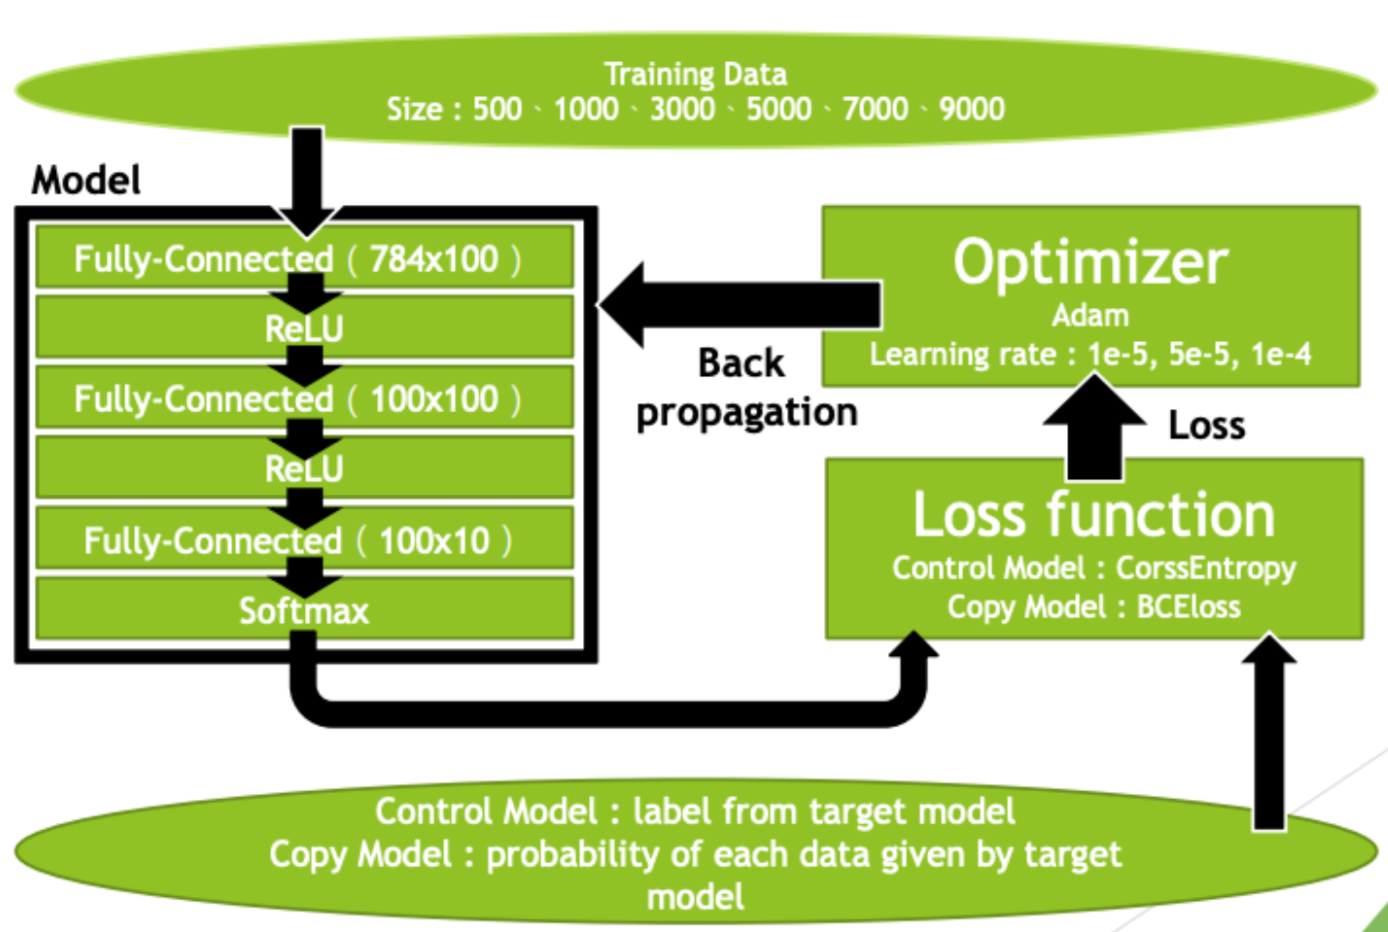 Training Data
Size : 500、1000、3000、5000、7000、9000
Model
Fully-Connected（784x100）
ReLU
Fully-Connected（100x100）
ReLU
Fully-Connected（100x10）
Softmax
Optimizer
Adam
Learning rate : 1e-5, 5e-5, 1e-4
Back
propagation
Loss
Loss function
Control Model : CorssEntropy
Copy Model : BCEloss
Control Model : label from target model
Copy Model : probability of each data given by target
model